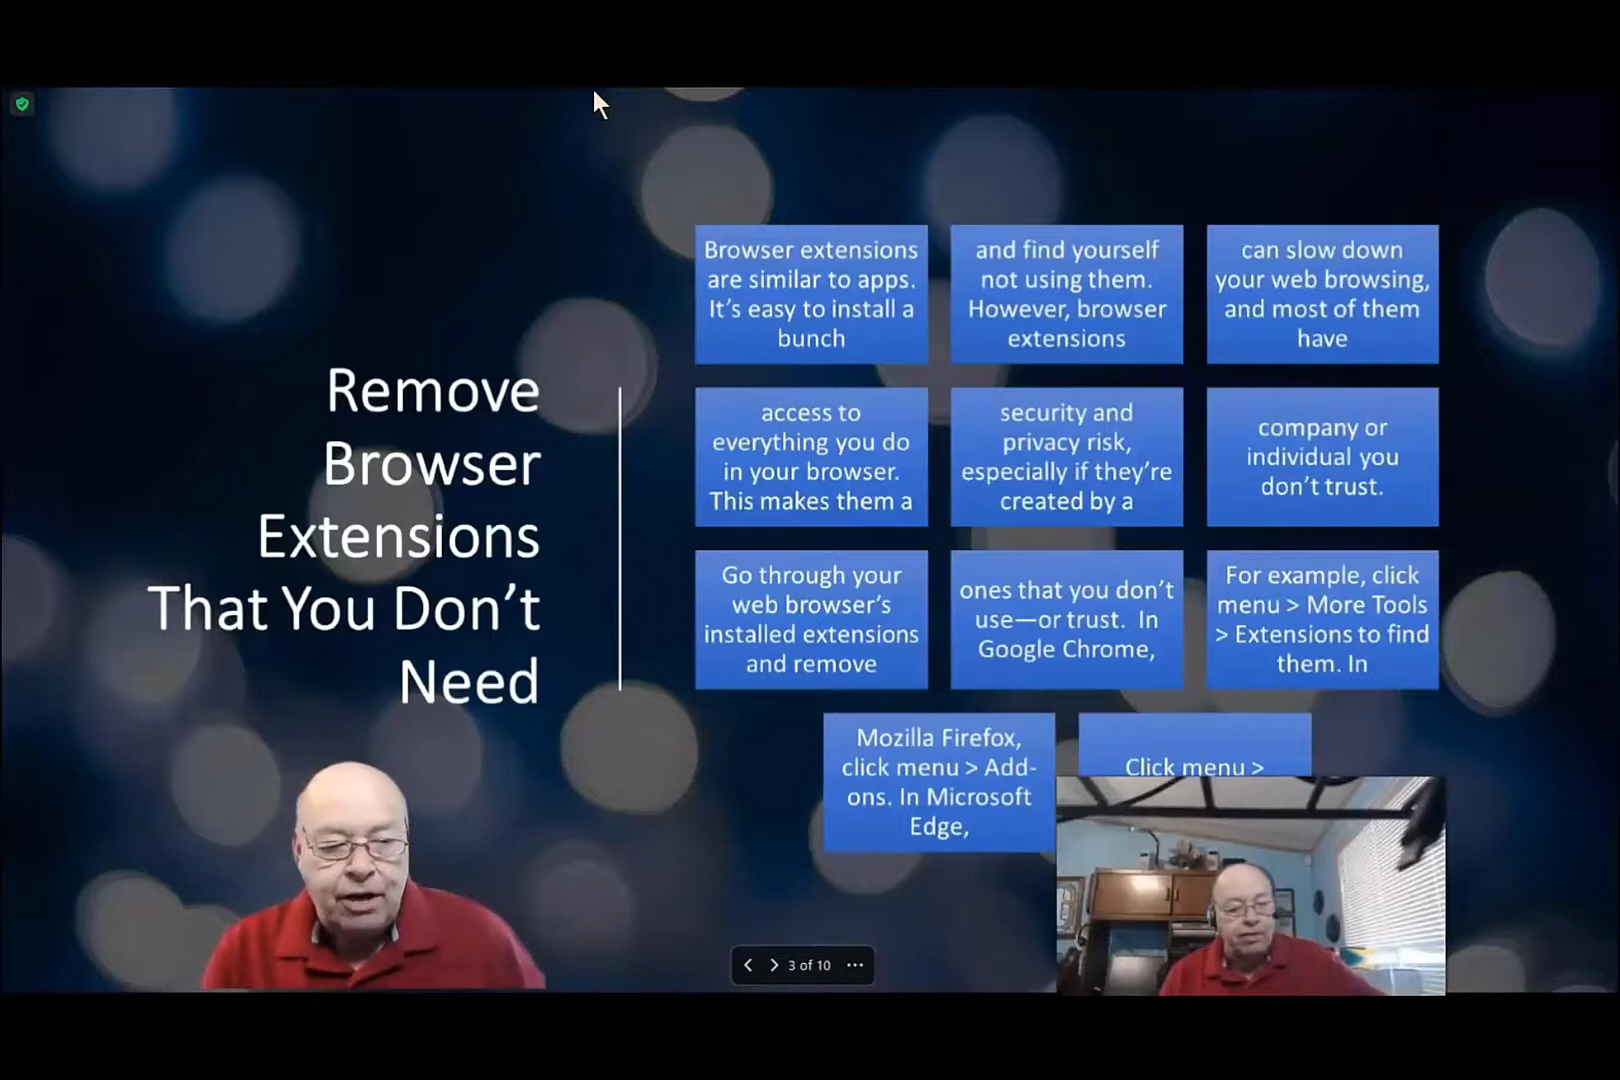 Remove
Browser
Extensions
That You Don’t
Need
Browser extensions
are similar to apps.
It’s easy to install a
bunch
and find yourself
not using them.
However, browser
extensions
can slow down
your web browsing,
and most of them
have
access to
everything you do
in your browser.
This makes them a
security and
privacy risk,
especially if they’re
created by a
company or
individual you
don’t trust.
Go through your
web browser’s
installed extensions
and remove
ones that you don’t
use—or trust.  In
Google Chrome,
For example, click
menu > More Tools
> Extensions to find
them. In
Mozilla Firefox,
click menu > Add-
ons. In Microsoft
Edge,
Click menu >
3 of 10